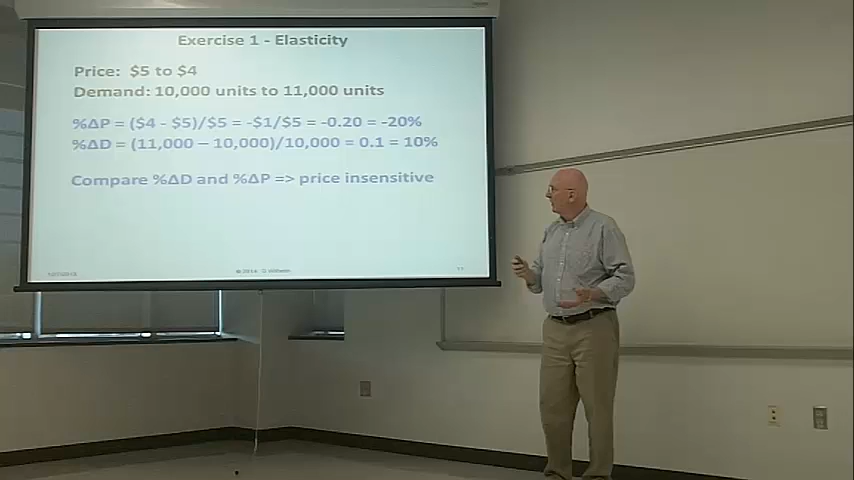 Exercise 1 - Elasticity
Price: $5 to $4
Demand: 10,000 units to 11,000 units
%ΔP = ($4 - $5)/$5 = -$1/$5 = -0.20 = -20%
%ΔD = (11,000 – 10,000)/10,000 = 0.1 = 10%
Compare %ΔD and %ΔP => price insensitive